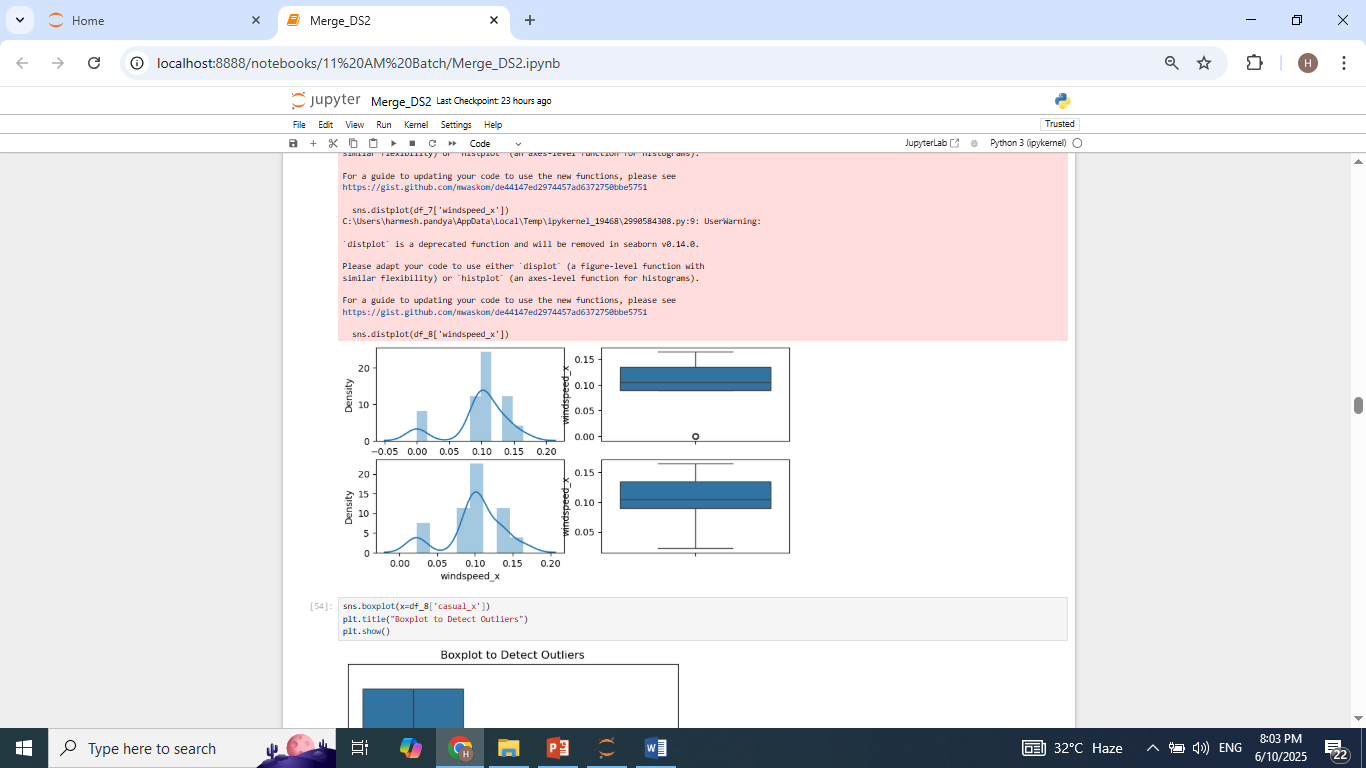 Home
Merge_DS2
localhost:8888/notebooks/11%20AM%20Batch/Merge_DS2.ipynb
H
jupyter Merge_DS2 Last Checkpoint: 23 hours ago
File Edit View Run Kernel Settings Help
Trusted
Code
JupyterLab
Python 3 (ipykernel)
similar flexibility) or `histplot` (an axes-level function for histograms).
For a guide to updating your code to use the new functions, please see
https://gist.github.com/mwaskom/de44147ed2974457ad6372750bbe5751
sns.distplot(df_7['windspeed_x'])
C:\Users\harmesh.pandya\AppData\Local\Temp\ipykernel_19468\2990584308.py:9: UserWarning:
`distplot` is a deprecated function and will be removed in seaborn v0.14.0.
Please adapt your code to use either `displot` (a figure-level function with
similar flexibility) or `histplot` (an axes-level function for histograms).
For a guide to updating your code to use the new functions, please see
https://gist.github.com/mwaskom/de44147ed2974457ad6372750bbe5751
sns.distplot(df_8['windspeed_x'])
Density
20
10
0
−0.05 0.00 0.05 0.10 0.15 0.20
windspeed_x
0.15
0.10
0.05
0.00
Density
20
15
10
5
0
0.00 0.05 0.10 0.15 0.20
windspeed_x
windspeed_x
0.15
0.10
0.05
[54]:
sns.boxplot(x=df_8['casual_x'])
plt.title("Boxplot to Detect Outliers")
plt.show()
Boxplot to Detect Outliers
Type here to search
32°C Haze
ENG
8:03 PM
6/10/2025
22